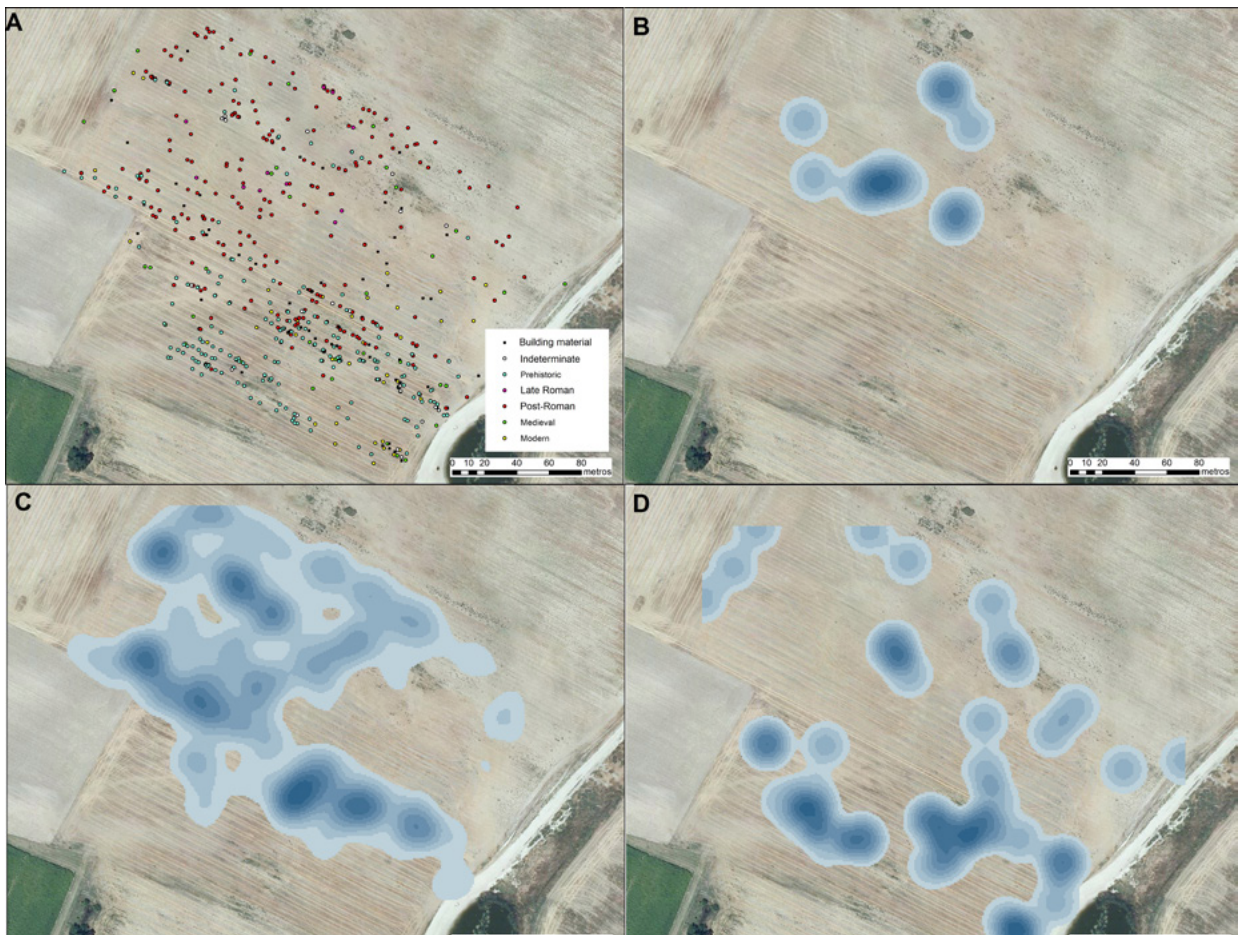 A
B
Building material
Indeterminate
Prehistoric
Late Roman
Post-Roman
Medieval
Modern
0 10 20 40 60 80
metros
0 10 20 40 60 80
metros
C
D